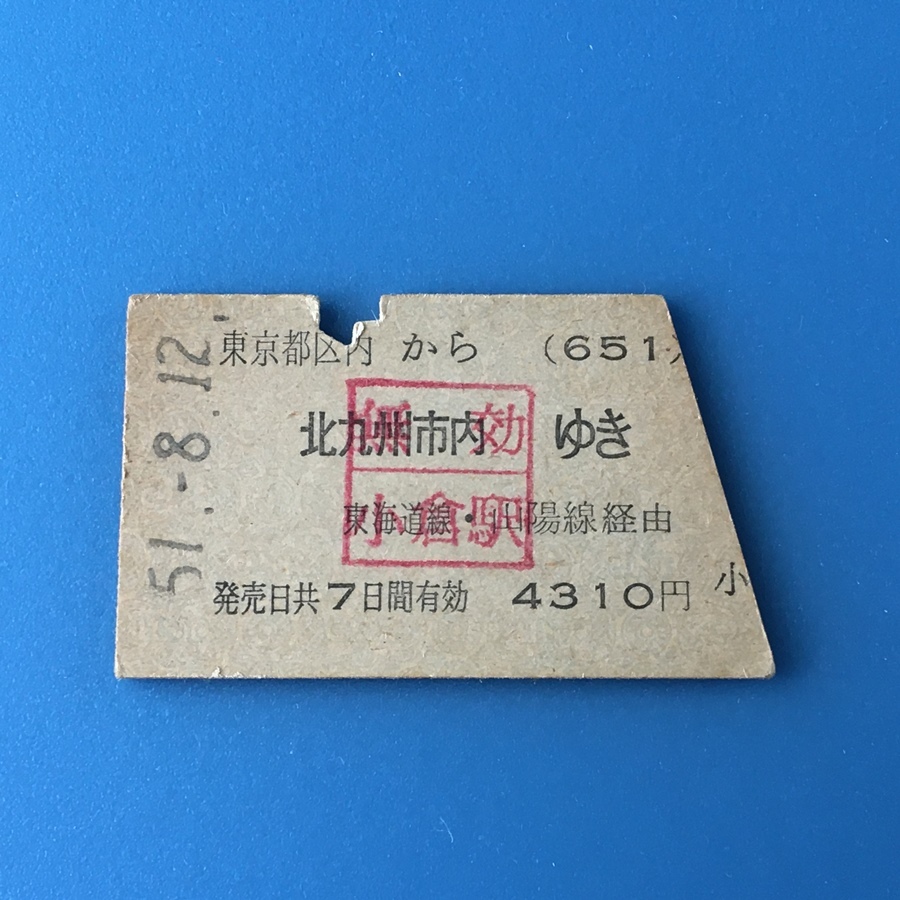 東京都区内 から (651
北九州市内 ゆき
東海道線・山陽線経由
発売日共7日間有効 4310円
小
51.-8.12
無効
小倉駅